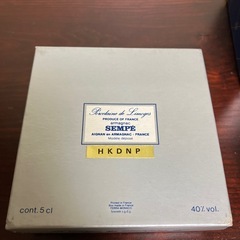 Porcelaine de Limoges
PRODUCE OF FRANCE
armagnac
SEMPÉ
AIGNAN en ARMAGNAC - FRANCE
HKDNP
cont. 5 cl
40% vol.